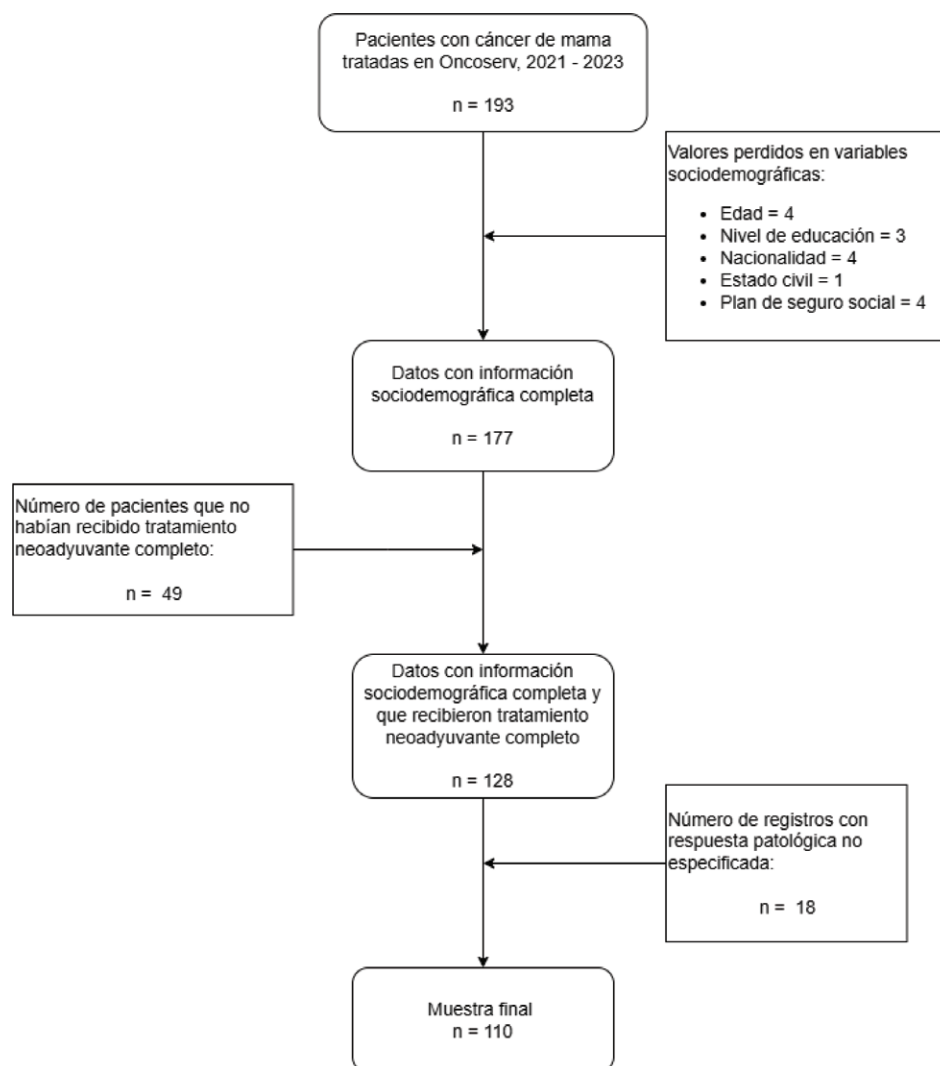 Pacientes con cáncer de mama
tratadas en Oncoserv, 2021 - 2023
n = 193
Valores perdidos en variables
sociodemográficas:
• Edad = 4
• Nivel de educación = 3
• Nacionalidad = 4
• Estado civil = 1
• Plan de seguro social = 4
Datos con información
sociodemográfica completa
n = 177
Número de pacientes que no
habían recibido tratamiento
neoadyuvante completo:
n = 49
Datos con información
sociodemográfica completa y
que recibieron tratamiento
neoadyuvante completo
n = 128
Número de registros con
respuesta patológica no
especificada:
n = 18
Muestra final
n = 110